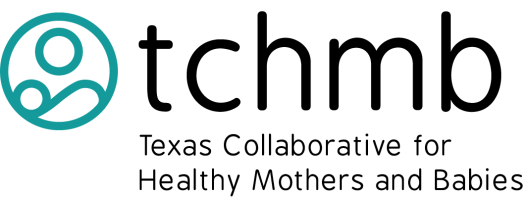 tchmb
Texas Collaborative for
Healthy Mothers and Babies